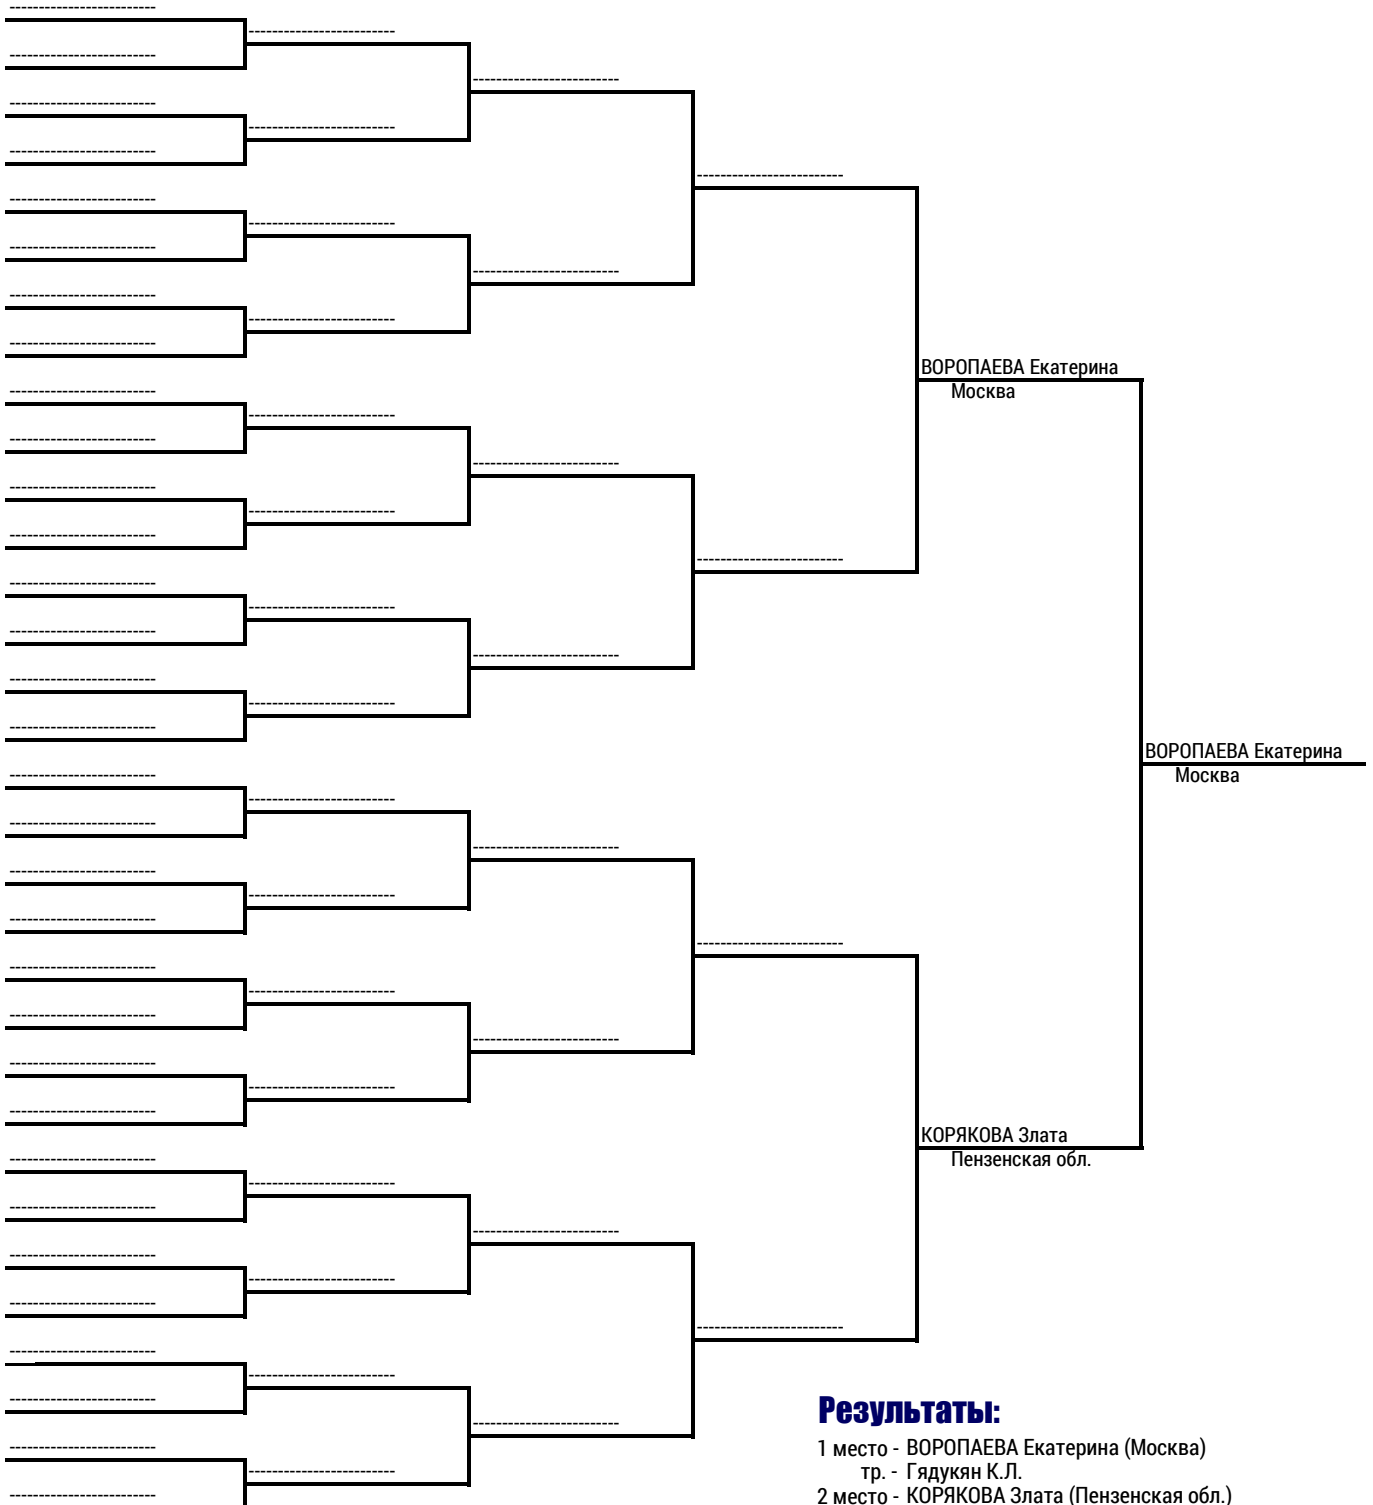 ВОРОПАЕВА Екатерина
Москва
ВОРОПАЕВА Екатерина
Москва
КОРЯКОВА Злата
Пензенская обл.
Результаты:
1 место - ВОРОПАЕВА Екатерина (Москва)
тр. - Гядукян К.Л.
2 место - КОРЯКОВА Злата (Пензенская обл.)